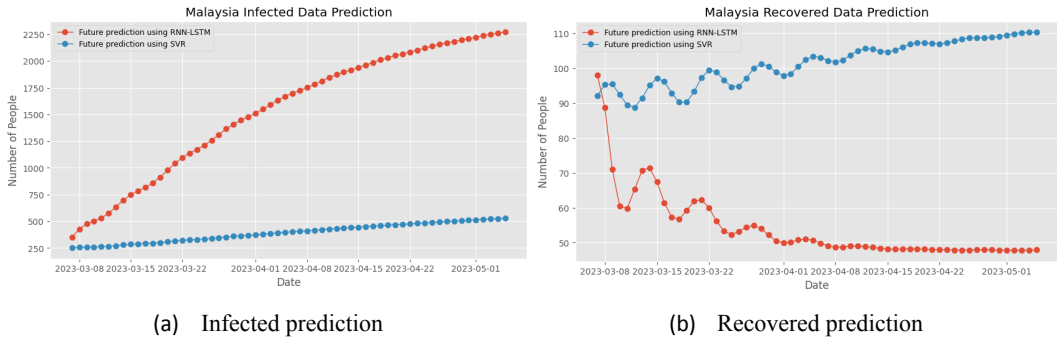 Malaysia Infected Data Prediction
Future prediction using RNN-LSTM
Future prediction using SVR
Number of People
2250
2000
1750
1500
1250
1000
750
500
250
2023-03-08 2023-03-15 2023-03-22 2023-04-01 2023-04-08 2023-04-15 2023-04-22 2023-05-01
Date
(a) Infected prediction
Malaysia Recovered Data Prediction
Future prediction using RNN-LSTM
Future prediction using SVR
Number of People
110
100
90
80
70
60
50
2023-03-08 2023-03-15 2023-03-22 2023-04-01 2023-04-08 2023-04-15 2023-04-22 2023-05-01
Date
(b) Recovered prediction